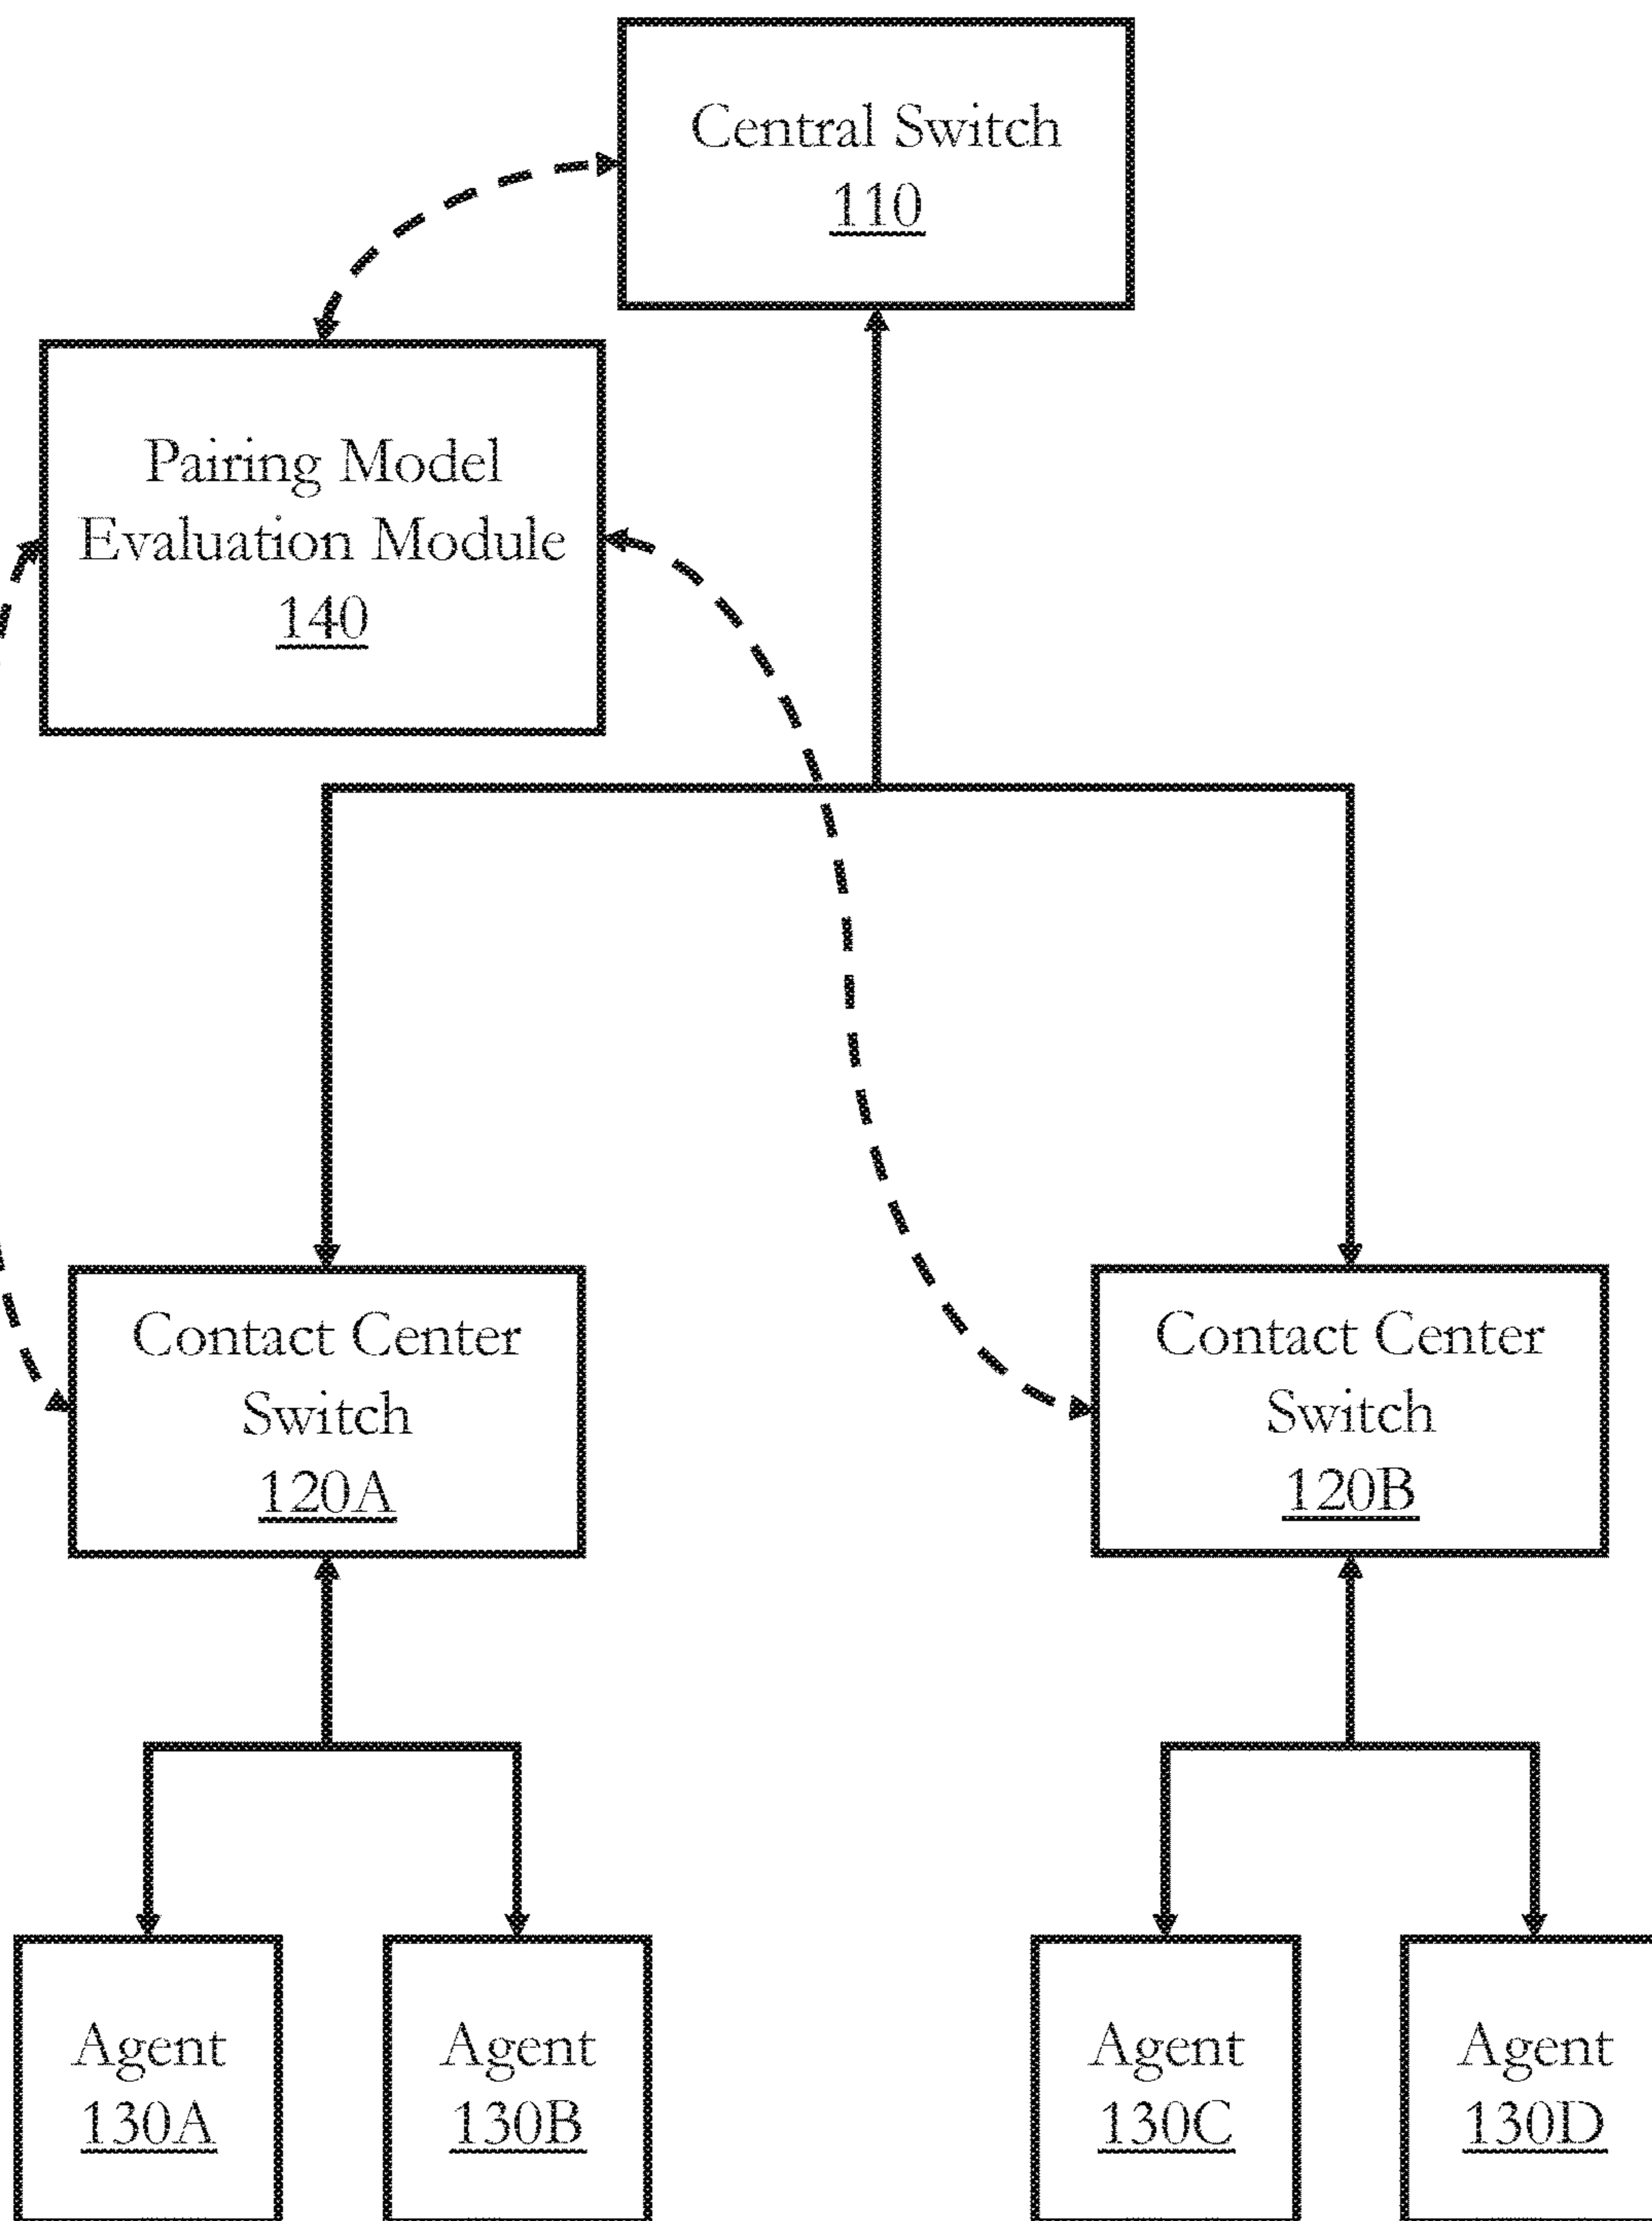 Central Switch
110
Pairing Model
Evaluation Module
140
Contact Center
Switch
120A
Contact Center
Switch
120B
Agent
130A
Agent
130B
Agent
130C
Agent
130D